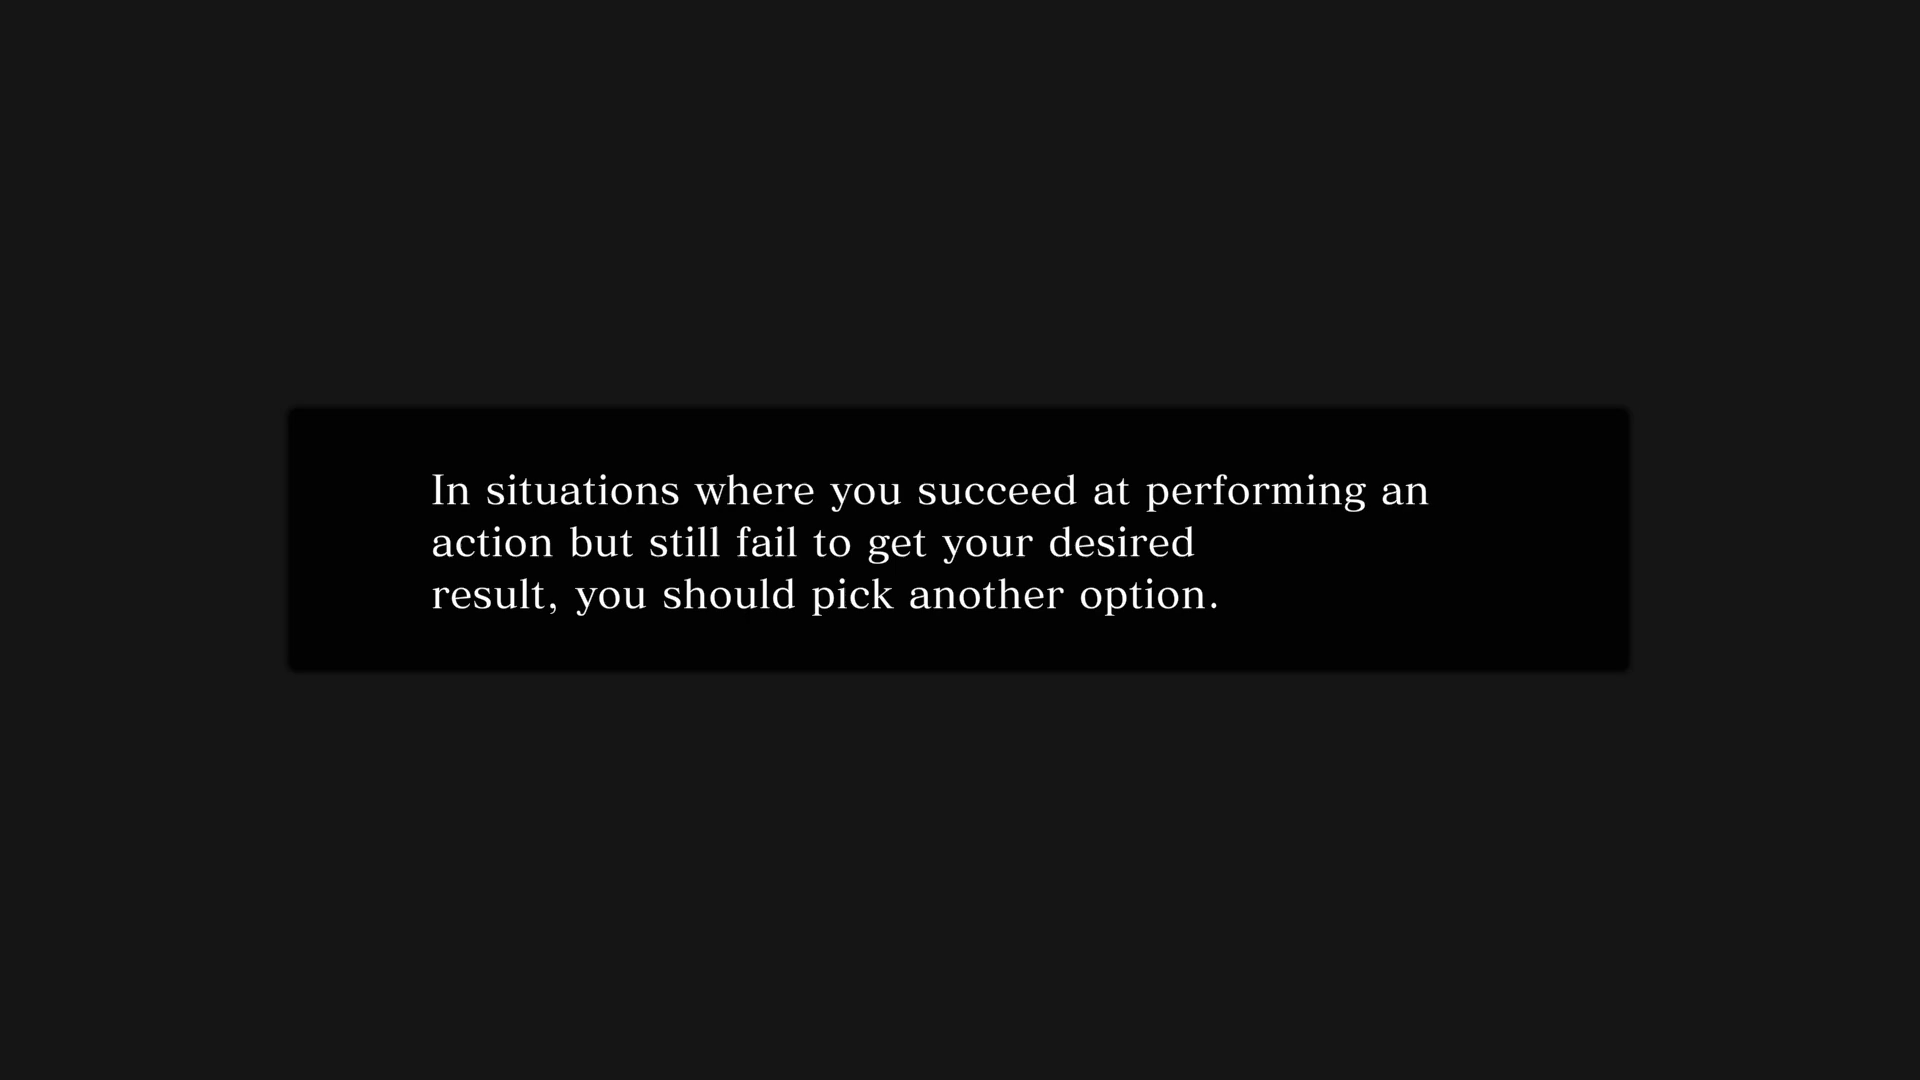 In situations where you succeed at performing an
action but still fail to get your desired
result, you should pick another option.